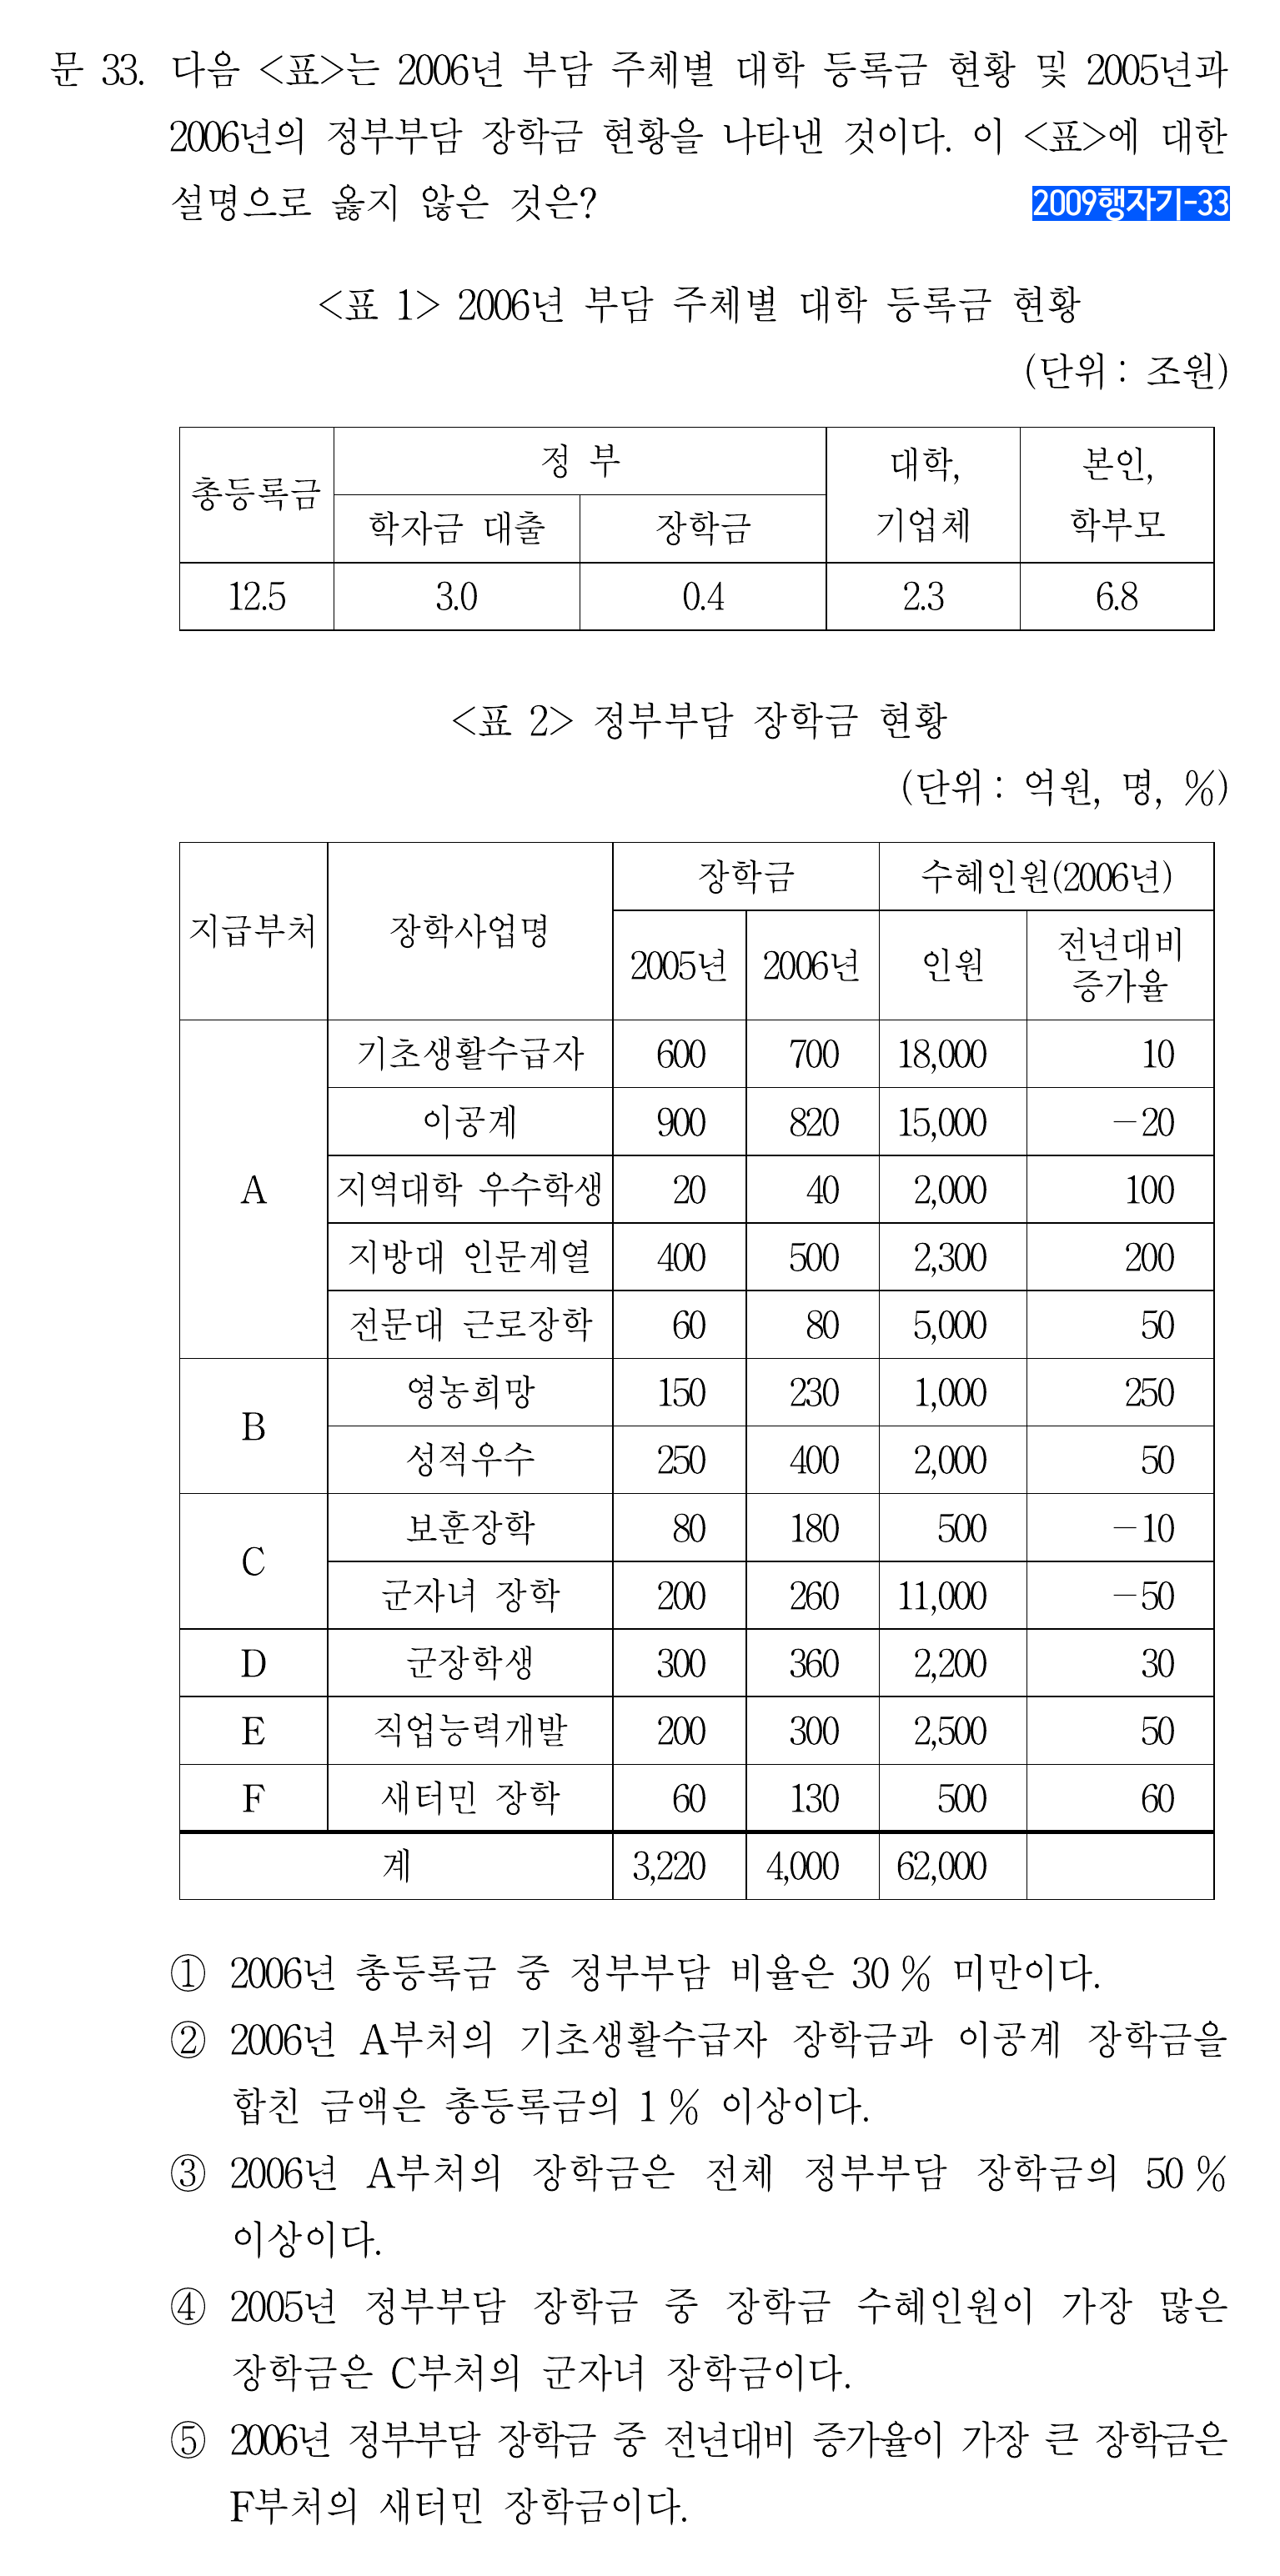 문 33. 다음 <표>는 2006년 부담 주체별 대학 등록금 현황 및 2005년과
2006년의 정부부담 장학금 현황을 나타낸 것이다. 이 <표>에 대한
설명으로 옳지 않은 것은?
2009행자기-33
<표 1> 2006년 부담 주체별 대학 등록금 현황
(단위 : 조원)
총등록금 정 부 대학, 기업체 본인, 학부모
학자금 대출 장학금
12.5 3.0 0.4 2.3 6.8
<표 2> 정부부담 장학금 현황
(단위 : 억원, 명, %)
지급부처 장학사업명 장학금 수혜인원(2006년)
2005년 2006년 인원 전년대비 증가율
A 기초생활수급자 600 700 18,000 10
이공계 900 820 15,000 -20
지역대학 우수학생 20 40 2,000 100
지방대 인문계열 400 500 2,300 200
전문대 근로장학 60 80 5,000 50
B 영농희망 150 230 1,000 250
성적우수 250 400 2,000 50
C 보훈장학 80 180 500 -10
군자녀 장학 200 260 11,000 -50
D 군장학생 300 360 2,200 30
E 직업능력개발 200 300 2,500 50
F 새터민 장학 60 130 500 60
계 3,220 4,000 62,000
① 2006년 총등록금 중 정부부담 비율은 30 % 미만이다.
② 2006년 A부처의 기초생활수급자 장학금과 이공계 장학금을
합친 금액은 총등록금의 1 % 이상이다.
③ 2006년 A부처의 장학금은 전체 정부부담 장학금의 50 %
이상이다.
④ 2005년 정부부담 장학금 중 장학금 수혜인원이 가장 많은
장학금은 C부처의 군자녀 장학금이다.
⑤ 2006년 정부부담 장학금 중 전년대비 증가율이 가장 큰 장학금은
F부처의 새터민 장학금이다.